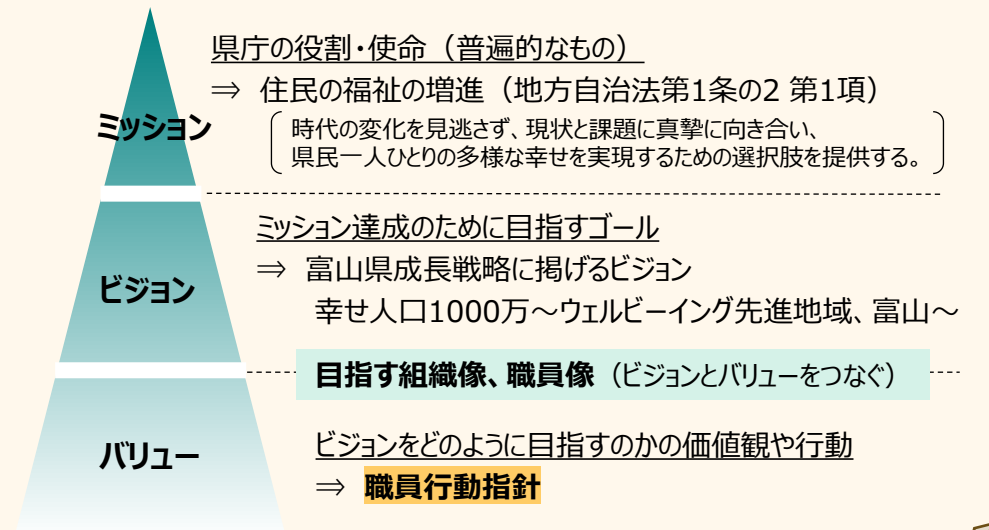 県庁の役割・使命（普遍的なもの）
⇒ 住民の福祉の増進（地方自治法第1条の2 第1項）
ミッション
時代の変化を見逃さず、現状と課題に真摯に向き合い、
県民一人ひとりの多様な幸せを実現するための選択肢を提供する。
ミッション達成のために目指すゴール
⇒ 富山県成長戦略に掲げるビジョン
ビジョン
幸せ人口1000万～ウェルビーイング先進地域、富山～
目指す組織像、職員像（ビジョンとバリューをつなぐ）
バリュー
ビジョンをどのように目指すのかの価値観や行動
⇒ 職員行動指針